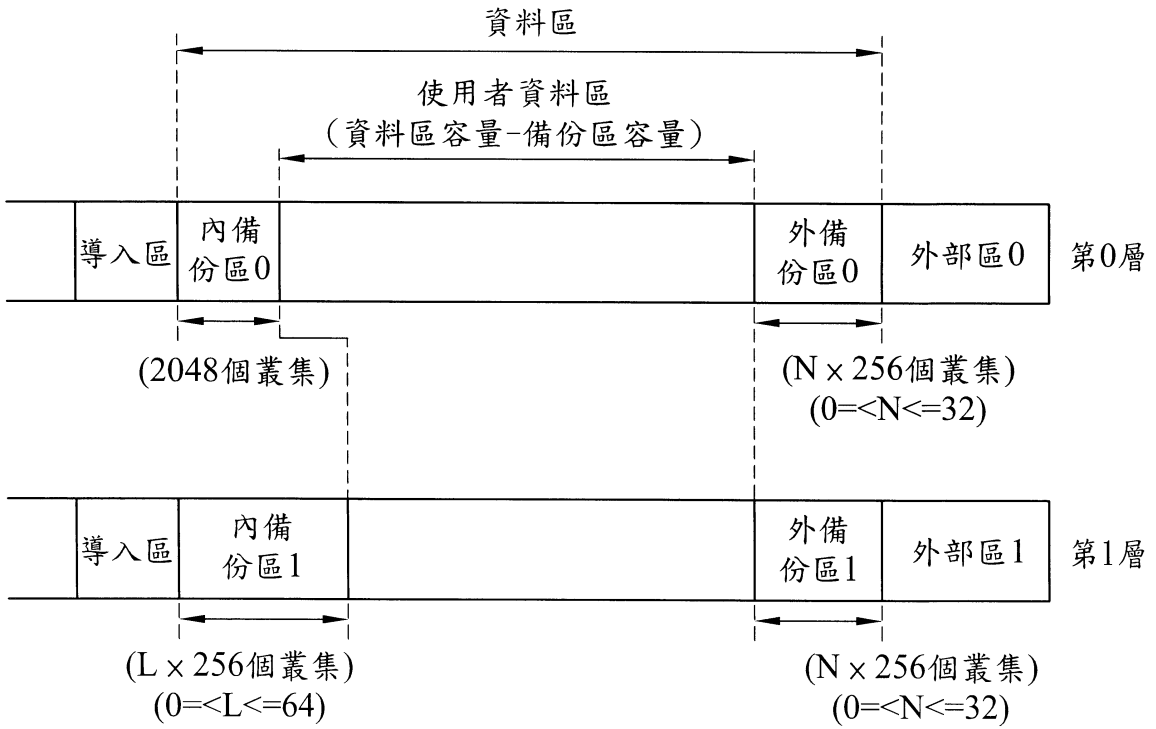 資料區
使用者資料區
（資料區容量-備份區容量）
導入區
內備
份區0
外備
份區0
外部區0
第0層
(2048個叢集)
(N x 256個叢集)
(0=<N<=32)
導入區
內備
份區1
外備
份區1
外部區1
第1層
(L x 256個叢集)
(0=<L<=64)
(N x 256個叢集)
(0=<N<=32)